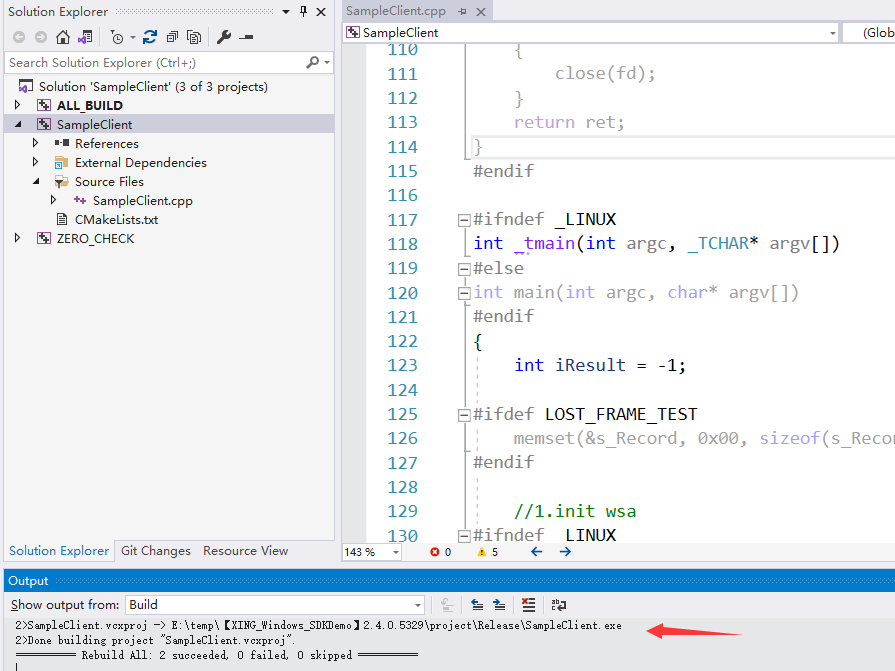 Solution Explorer
Search Solution Explorer (Ctrl+;)
Solution 'SampleClient' (3 of 3 projects)
ALL_BUILD
SampleClient
References
External Dependencies
Source Files
SampleClient.cpp
CMakeLists.txt
ZERO_CHECK
Solution Explorer Git Changes Resource View
SampleClient.cpp
SampleClient (Glob
110 {
111 close(fd);
112 }
113 return ret;
114 }
115 #endif
116
117 #ifndef _LINUX
118 int _tmain(int argc, _TCHAR* argv[])
119 #else
120 int main(int argc, char* argv[])
121 #endif
122 {
123 int iResult = -1;
124
125 #ifdef LOST_FRAME_TEST
126 memset(&s_Record, 0x00, sizeof(s_Recor
127 #endif
128
129 //1.init wsa
130 #ifndef _LINUX
143 % 0 5
Output
Show output from: Build
2>SampleClient.vcxproj -> E:\temp\【XING_Windows_SDKDemo】2.4.0.5329\project\Release\SampleClient.exe
2>Done building project "SampleClient.vcxproj".
========== Rebuild All: 2 succeeded, 0 failed, 0 skipped ==========